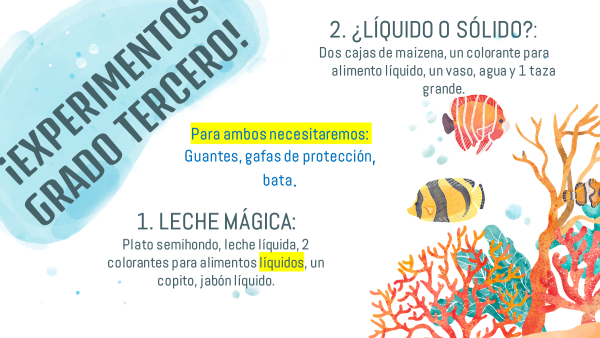 ¡EXPERIMENTOS
GRADO TERCERO!
2. ¿LÍQUIDO O SÓLIDO?:
Dos cajas de maizena, un colorante para
alimento líquido, un vaso, agua y 1 taza
grande.
Para ambos necesitaremos:
Guantes, gafas de protección,
bata.
1. LECHE MÁGICA:
Plato semihondo, leche líquida, 2
colorantes para alimentos líquidos, un
copito, jabón líquido.